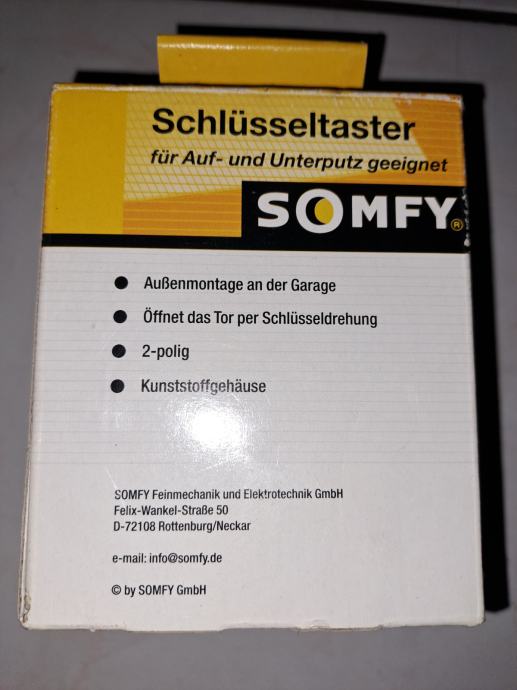 Schlüsseltaster
für Auf- und Unterputz geeignet
SOMFY®
● Außenmontage an der Garage
● Öffnet das Tor per Schlüsseldrehung
● 2-polig
● Kunststoffgehäuse
SOMFY Feinmechanik und Elektrotechnik GmbH
Felix-Wankel-Straße 50
D-72108 Rottenburg/Neckar
e-mail: info@somfy.de
© by SOMFY GmbH